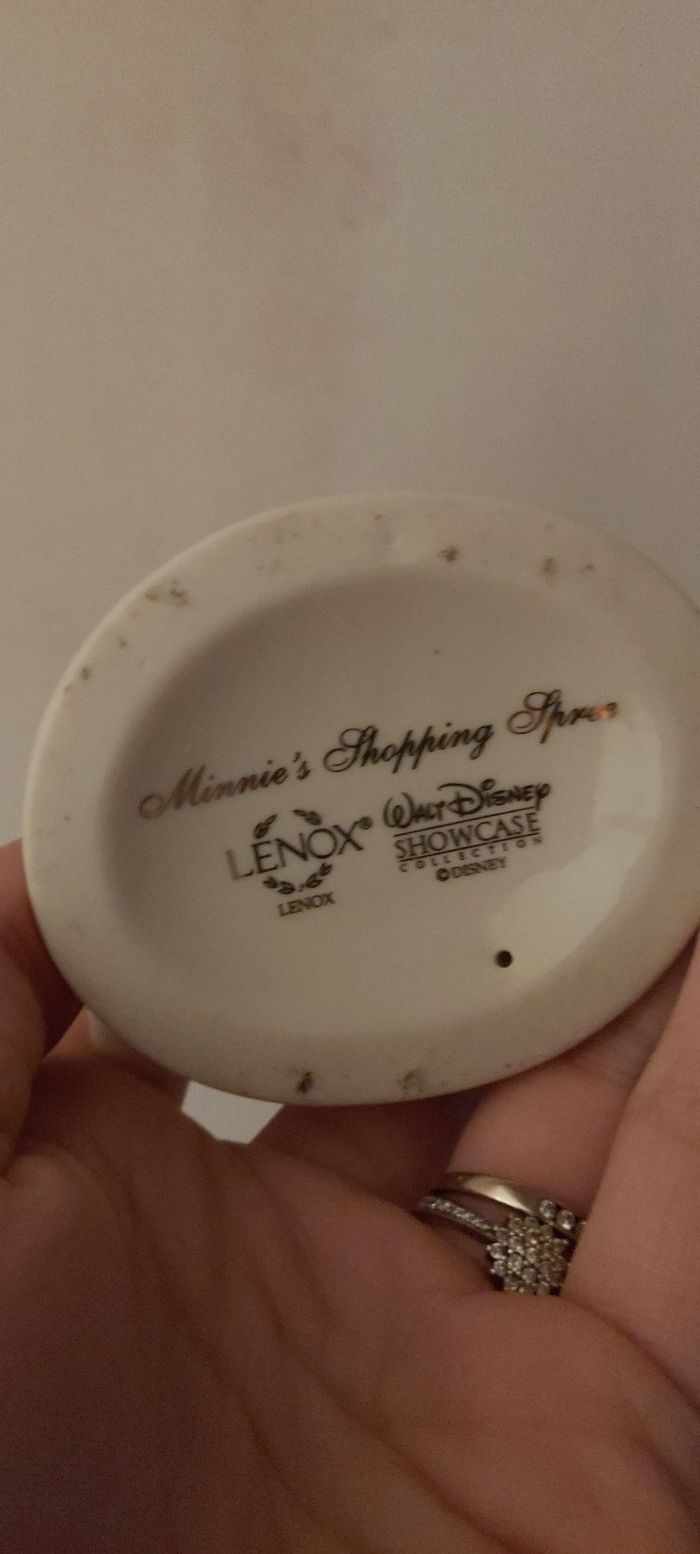 Minnie's Shopping Spree
LENOX®
LENOX
WALT DISNEY
SHOWCASE
COLLECTION
©DISNEY